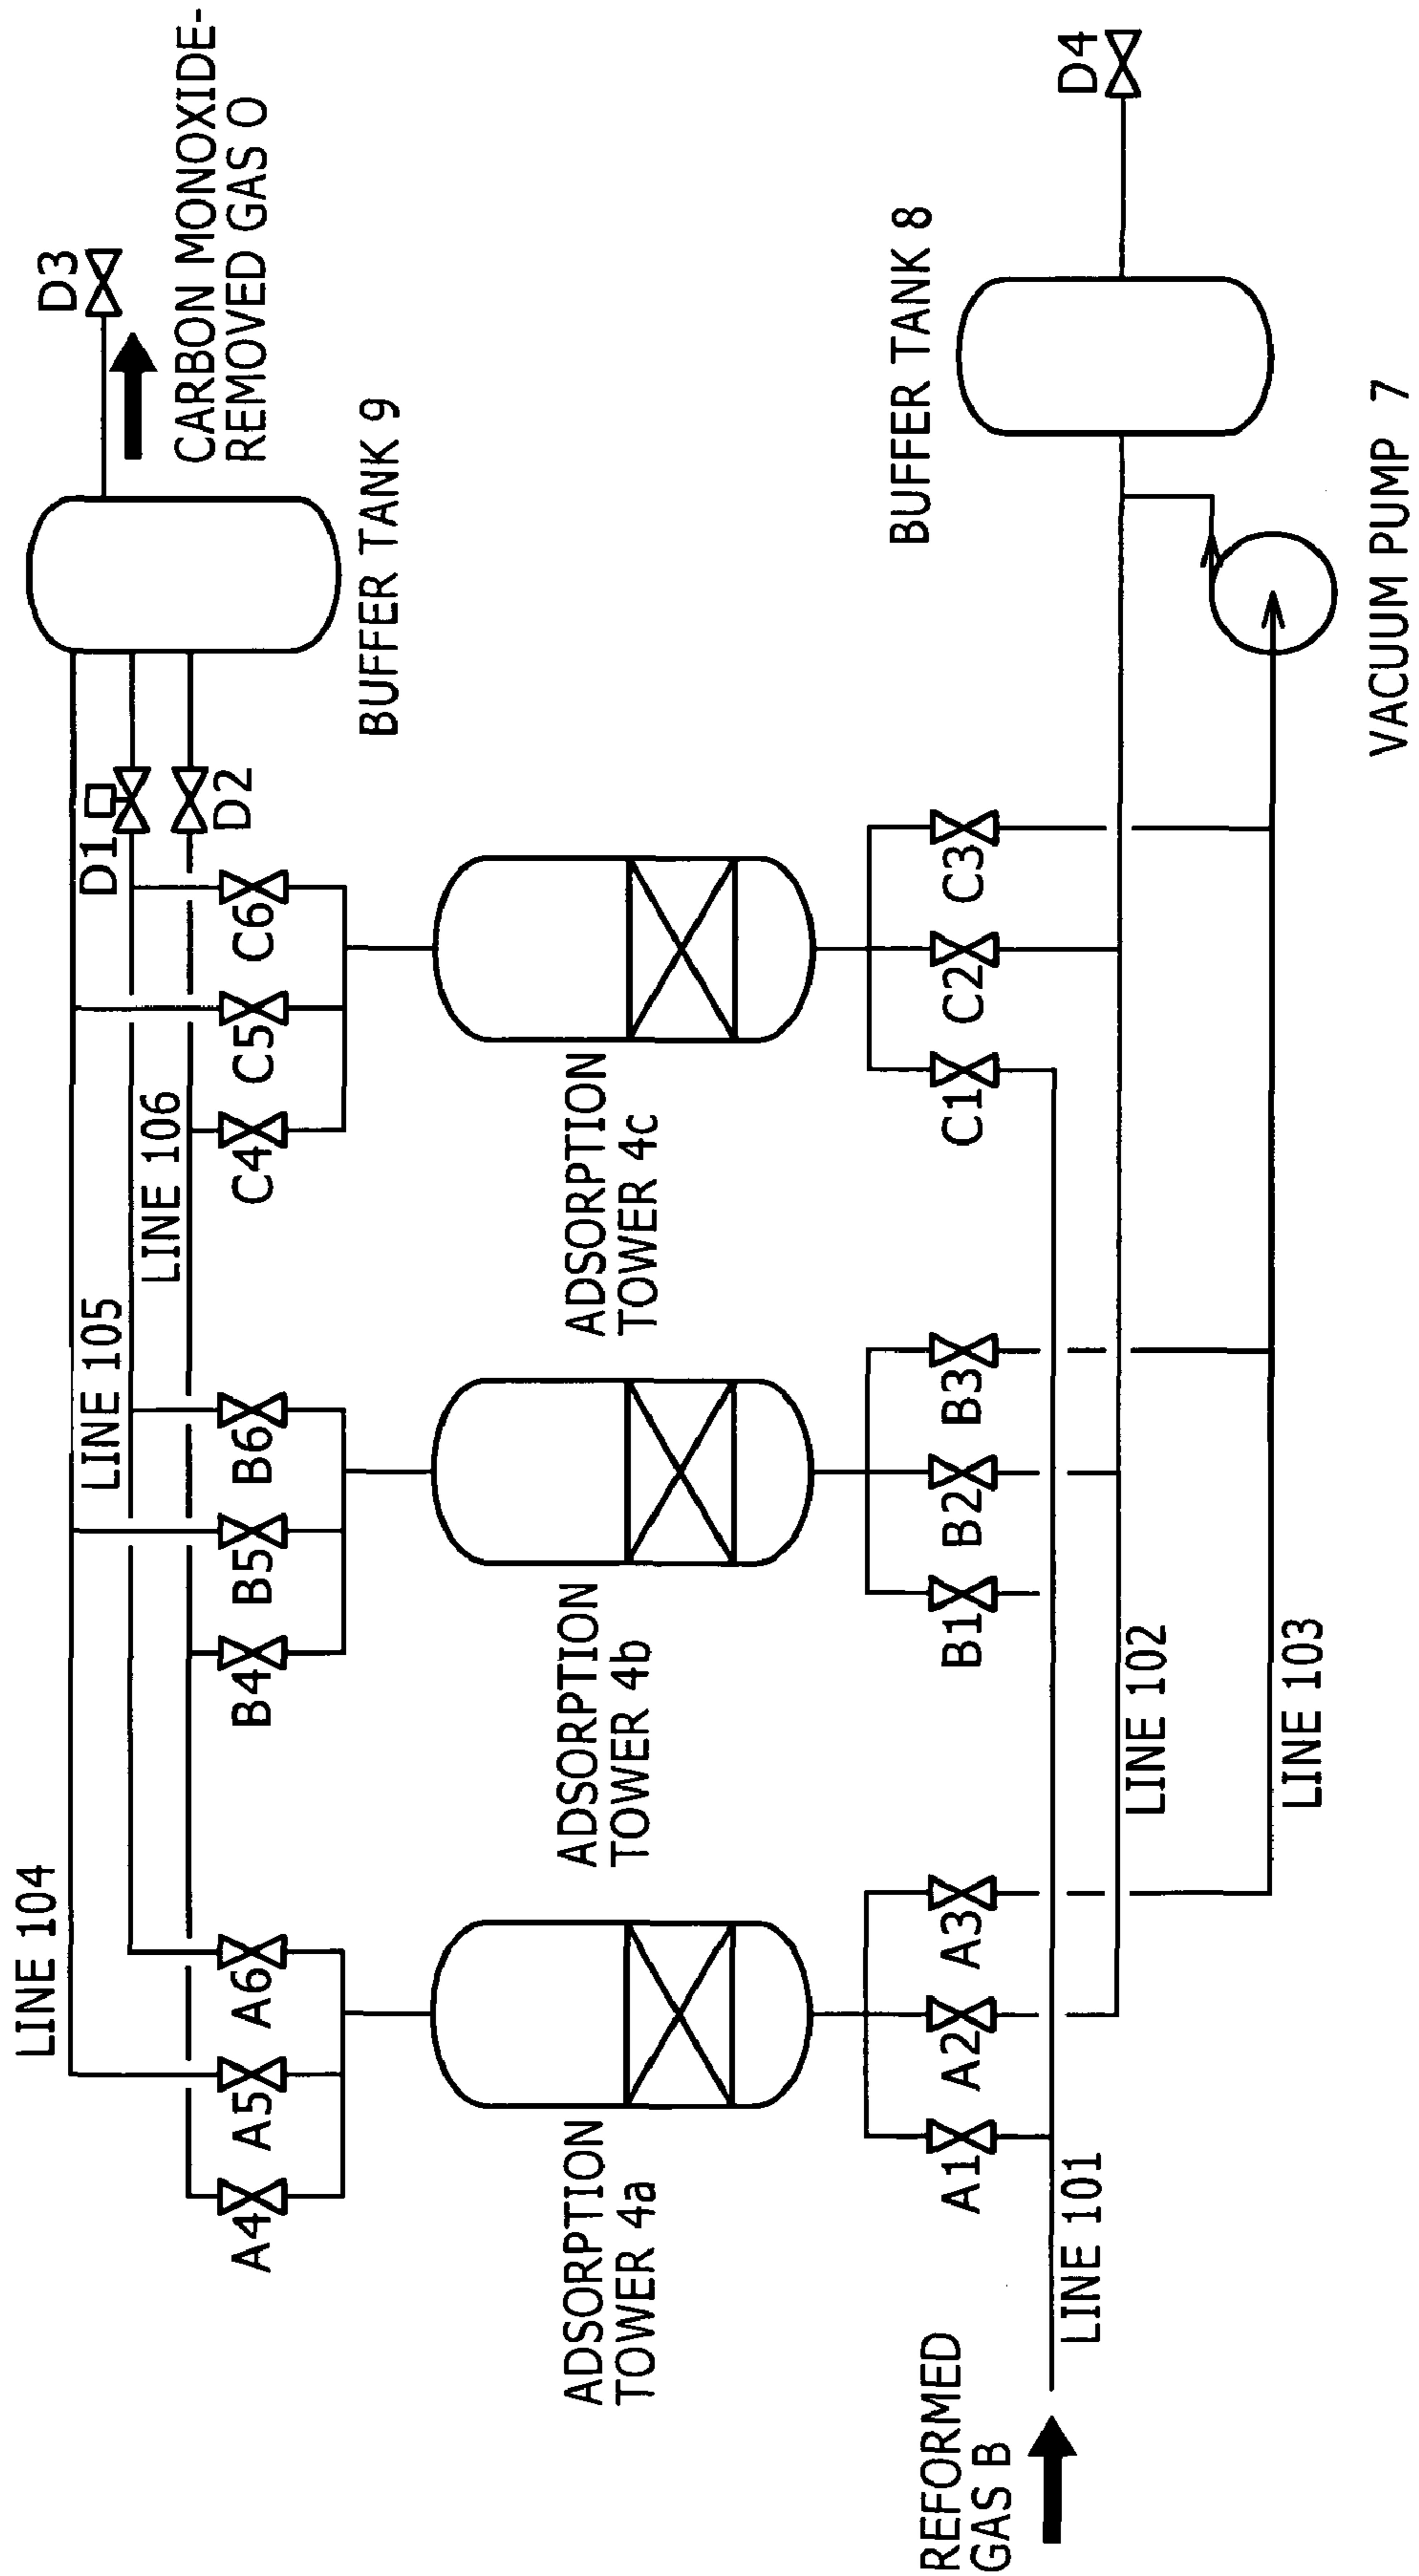 D3
CARBON MONOXIDE-
REMOVED GAS O
D4
BUFFER TANK 9
BUFFER TANK 8
VACUUM PUMP 7
D1
D2
LINE 104
LINE 105
LINE 106
A4
A5
A6
B4
B5
B6
C4
C5
C6
ADSORPTION
TOWER 4a
ADSORPTION
TOWER 4b
ADSORPTION
TOWER 4c
A1
A2
A3
B1
B2
B3
C1
C2
C3
REFORMED
GAS B
LINE 101
LINE 102
LINE 103